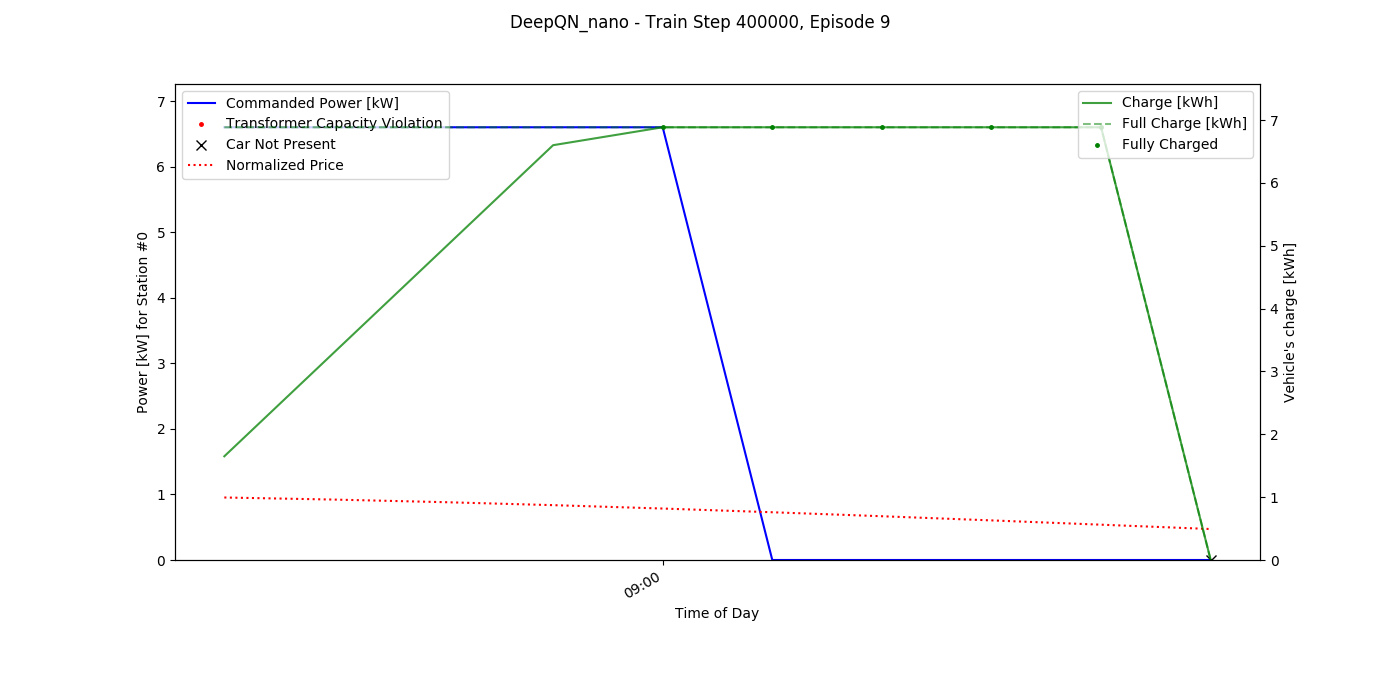 DeepQN_nano - Train Step 400000, Episode 9
Commanded Power [kW]
Transformer Capacity Violation
Car Not Present
Normalized Price
Charge [kWh]
Full Charge [kWh]
Fully Charged
Power [kW] for Station #0
7
6
5
4
3
2
1
0
Vehicle's charge [kWh]
7
6
5
4
3
2
1
0
09:00
Time of Day